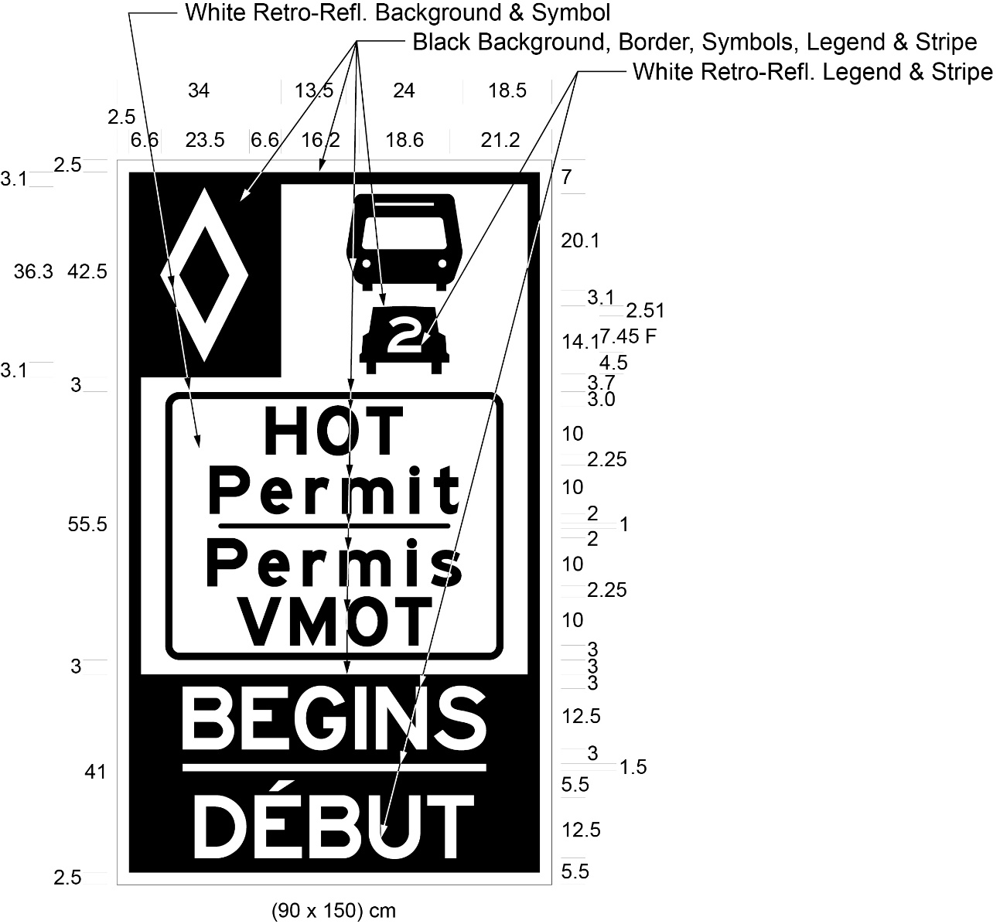 White Retro-Refl. Background & Symbol
Black Background, Border, Symbols, Legend & Stripe
White Retro-Refl. Legend & Stripe
34 13.5 24 18.5
2.5
6.6 23.5 6.6 16.2 18.6 21.2
2.5
3.1
7
20.1
36.3 42.5
3.1
2.51
2
14.1 7.45 F
4.5
3.1
3
3.7
3.0
HOT
10
2.25
Permit
10
2
55.5
1
2
Permis
10
2.25
VMOT
10
3
3
3
3
BEGINS
12.5
3
41
1.5
5.5
DÉBUT
12.5
5.5
2.5
(90 x 150) cm